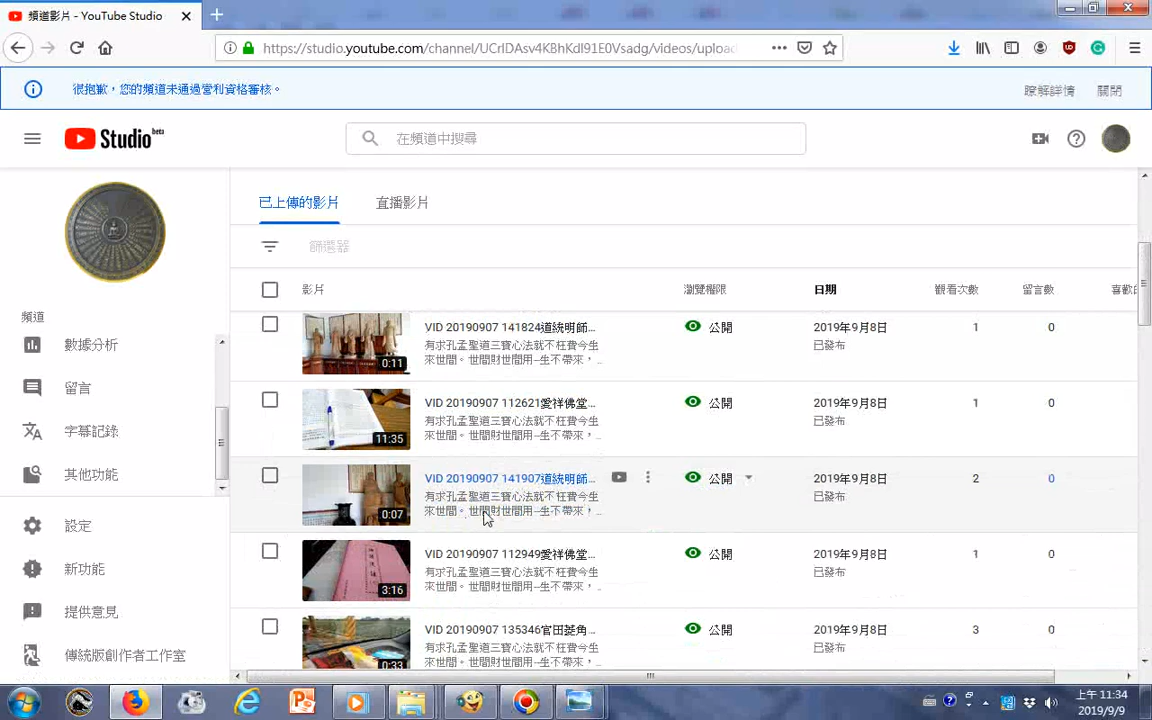 頻道影片 - YouTube Studio
https://studio.youtube.com/channel/UCrIDAsv4KBhKdl91E0Vsadg/videos/upload
很抱歉，您的頻道未通過營利資格審核。
瞭解詳情
關閉
Studio beta
在頻道中搜尋
已上傳的影片
直播影片
篩選器
影片
瀏覽權限
日期
觀看次數
留言數
頻道
數據分析
留言
字幕記錄
其他功能
設定
新功能
提供意見
傳統版創作者工作室
VID 20190907 141824道統明師...
公開
2019年9月8日
1
0
有求孔孟聖道三寶心法就不枉費今生
已發布
來世間。世間財世間用--生不帶來， ...
0:11
VID 20190907 112621愛祥佛堂...
公開
2019年9月8日
1
0
有求孔孟聖道三寶心法就不枉費今生
已發布
來世間。世間財世間用--生不帶來， ...
11:35
VID 20190907 141907道統明師...
公開
2019年9月8日
2
0
有求孔孟聖道三寶心法就不枉費今生
已發布
來世間。世間財世間用--生不帶來， ...
0:07
VID 20190907 112949愛祥佛堂...
公開
2019年9月8日
1
0
有求孔孟聖道三寶心法就不枉費今生
已發布
來世間。世間財世間用--生不帶來， ...
3:16
VID 20190907 135346官田菱角...
公開
2019年9月8日
3
0
有求孔孟聖道三寶心法就不枉費今生
已發布
來世間。世間財世間用--生不帶來， ...
0:33
上午 11:34
2019/9/9